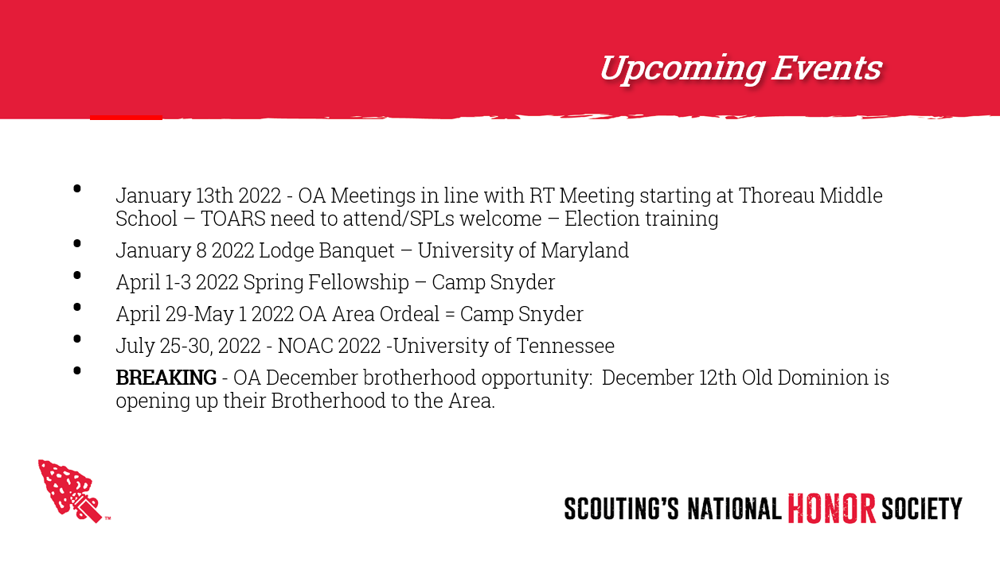 Upcoming Events
• January 13th 2022 - OA Meetings in line with RT Meeting starting at Thoreau Middle
School – TOARS need to attend/SPLs welcome – Election training
• January 8 2022 Lodge Banquet – University of Maryland
• April 1-3 2022 Spring Fellowship – Camp Snyder
• April 29-May 1 2022 OA Area Ordeal = Camp Snyder
• July 25-30, 2022 - NOAC 2022 -University of Tennessee
• BREAKING - OA December brotherhood opportunity:  December 12th Old Dominion is
opening up their Brotherhood to the Area.
TM
SCOUTING'S NATIONAL HONOR SOCIETY